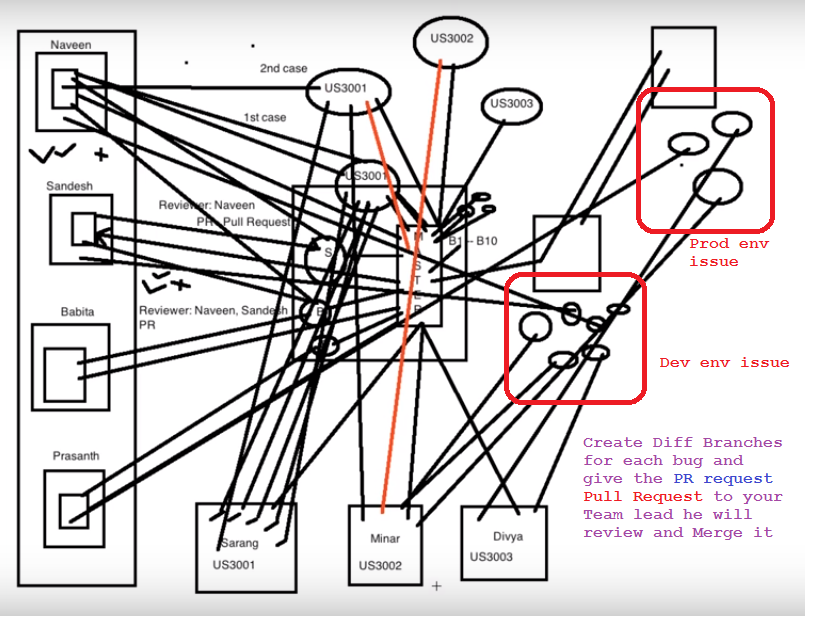 Naveen
US3002
2nd case
US3001
US3003
1st case
US3001
Sandesh
Reviewer: Naveen
PR - Pull Request
B1 -- B10
M
S
T
E
R
S
Prod env
issue
Babita
Reviewer: Naveen, Sandesh
PR
B
Dev env issue
Create Diff Branches
for each bug and
give the PR request
Pull Request to your
Team lead he will
review and Merge it
Prasanth
Sarang
US3001
Minar
US3002
Divya
US3003